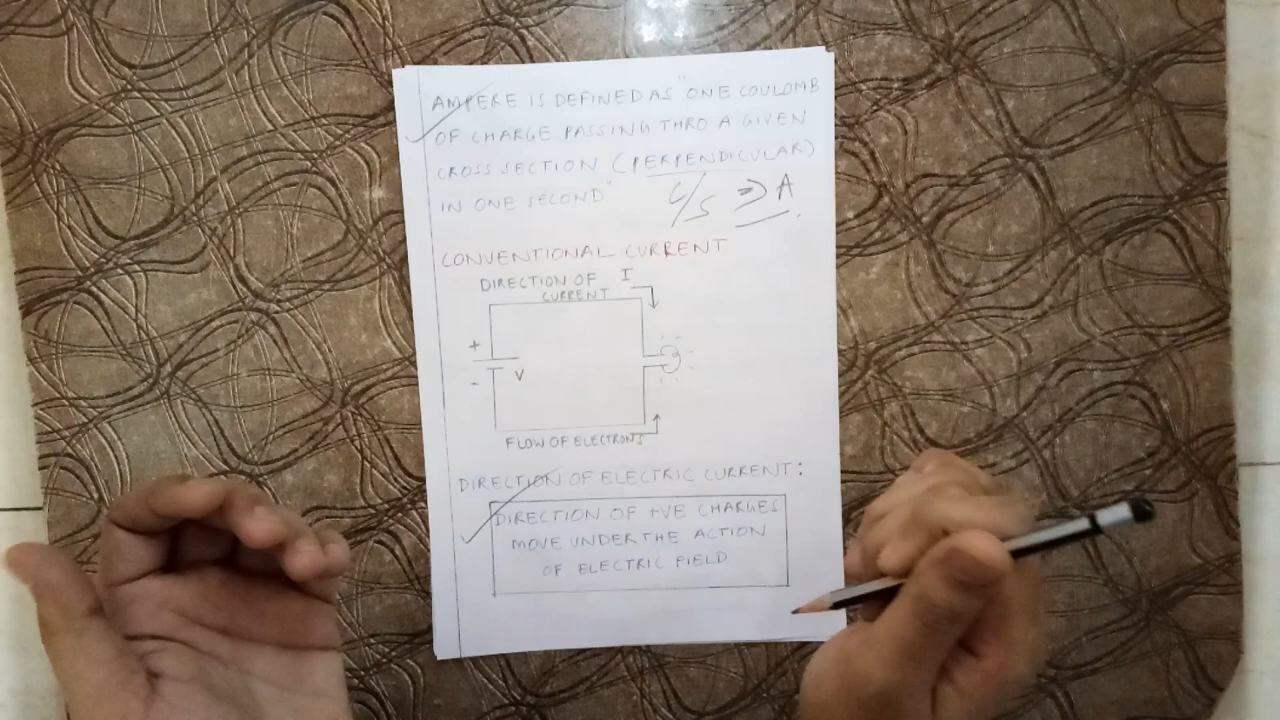 AMPERE IS DEFINED AS "ONE COULOMB
OF CHARGE PASSING THRO A GIVEN
CROSS SECTION (PERPENDICULAR)
IN ONE SECOND"
C/S => A
CONVENTIONAL CURRENT
DIRECTION OF
CURRENT
I
+
-
V
FLOW OF ELECTRONS
DIRECTION OF ELECTRIC CURRENT:
DIRECTION OF +VE CHARGES
MOVE UNDER THE ACTION
OF ELECTRIC FIELD